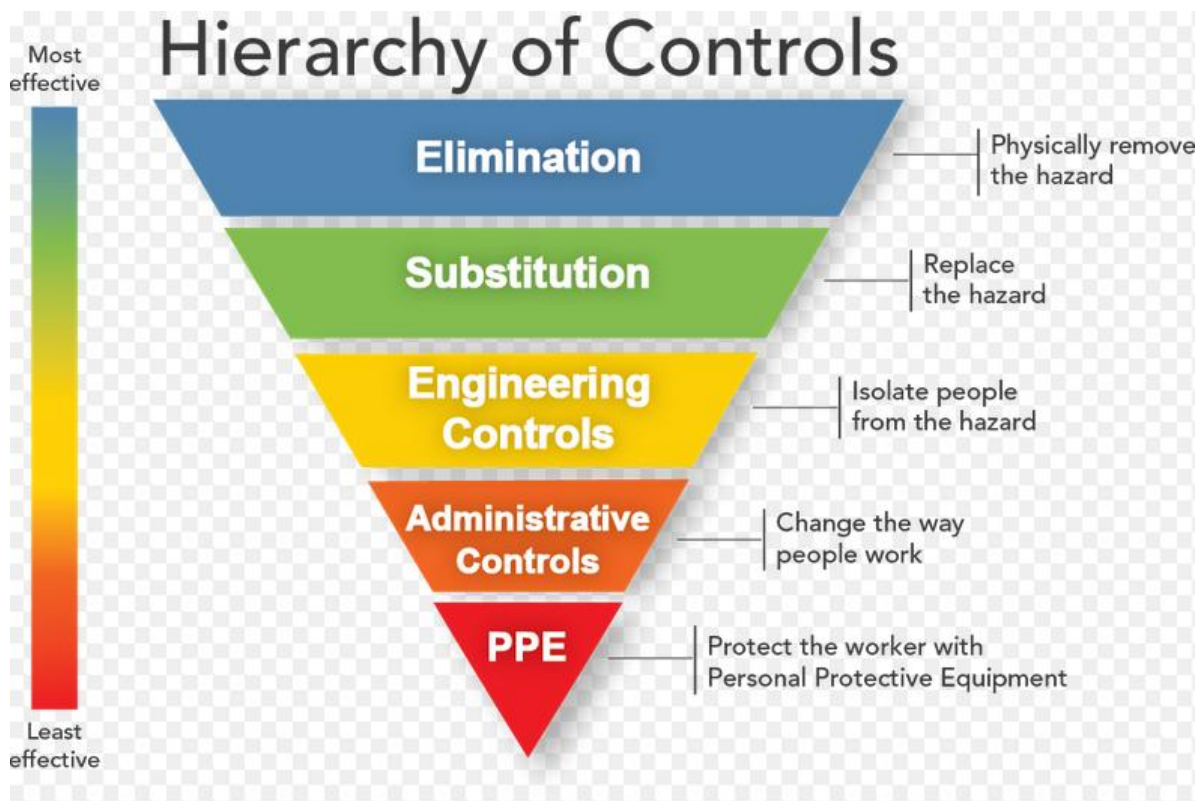 Hierarchy of Controls
Most
effective
Elimination
Physically remove
the hazard
Substitution
Replace
the hazard
Engineering
Controls
Isolate people
from the hazard
Administrative
Controls
Change the way
people work
PPE
Protect the worker with
Personal Protective Equipment
Least
effective